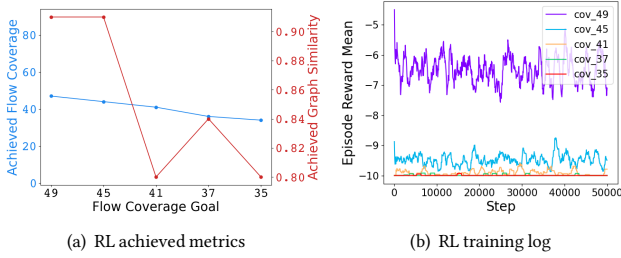 Achieved Flow Coverage
80
60
40
20
0
49 45 41 37 35
Flow Coverage Goal
0.90
0.88
0.86
0.84
0.82
0.80
Achieved Graph Similarity
(a) RL achieved metrics
Episode Reward Mean
−5
−6
−7
−8
−9
−10
0 10000 20000 30000 40000 50000
Step
cov_49
cov_45
cov_41
cov_37
cov_35
(b) RL training log